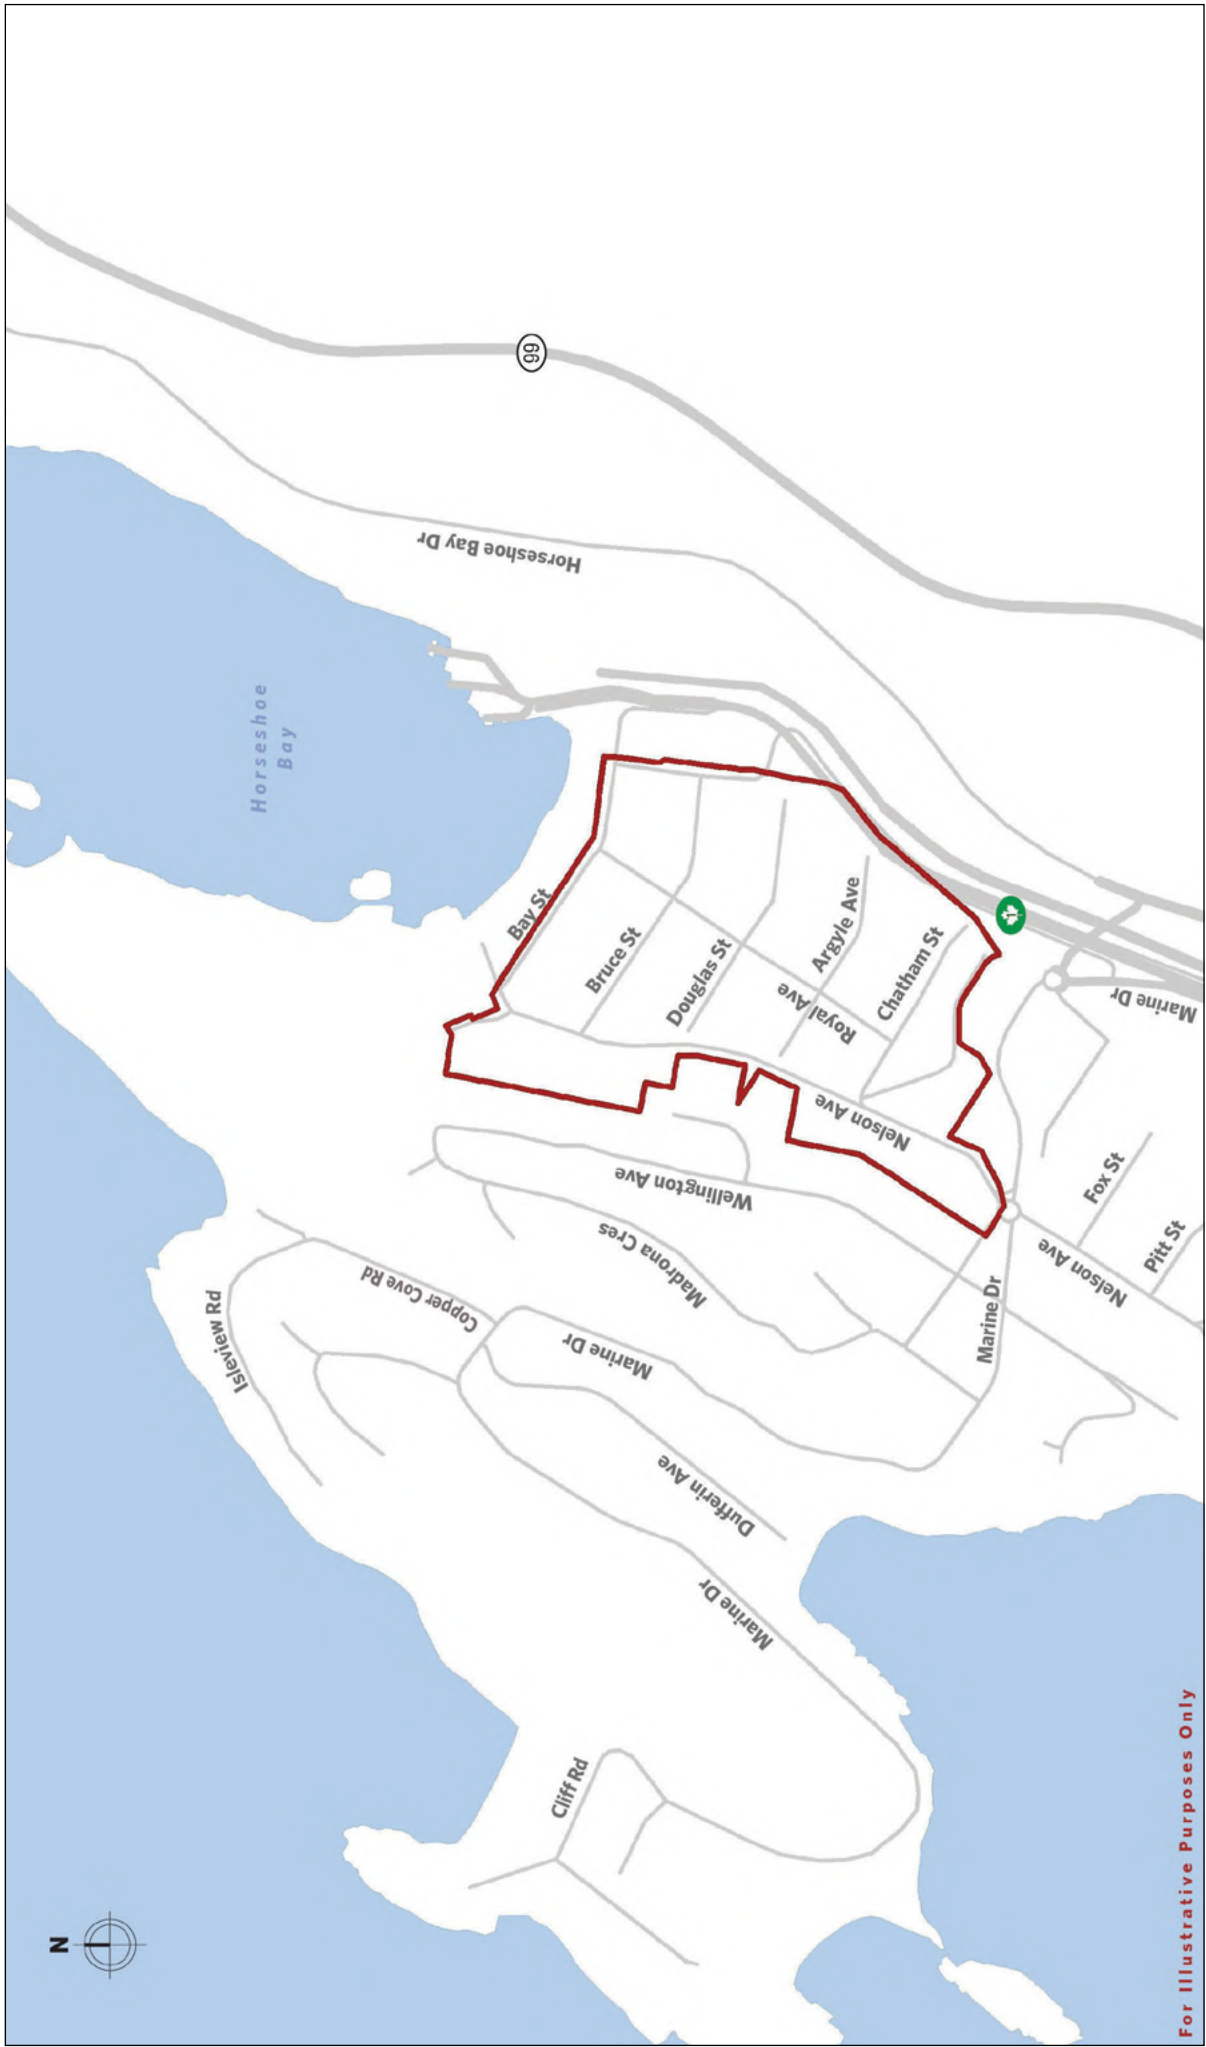 N
Horseshoe
Bay
99
Horseshoe Bay Dr
Bay St
Bruce St
Douglas St
Argyle Ave
Royal Ave
Chatham St
Nelson Ave
1
Marine Dr
Wellington Ave
Madrona Cres
Copper Cove Rd
Isleview Rd
Marine Dr
Marine Dr
Nelson Ave
Fox St
Pitt St
Dufferin Ave
Marine Dr
Cliff Rd
For Illustrative Purposes Only